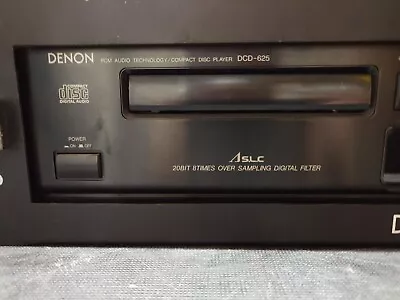 DENON PCM AUDIO TECHNOLOGY / COMPACT DISC PLAYER DCD-625
COMPACT
disc
DIGITAL AUDIO
POWER
ON OFF
ASLC
20BIT 8TIMES OVER SAMPLING DIGITAL FILTER
D